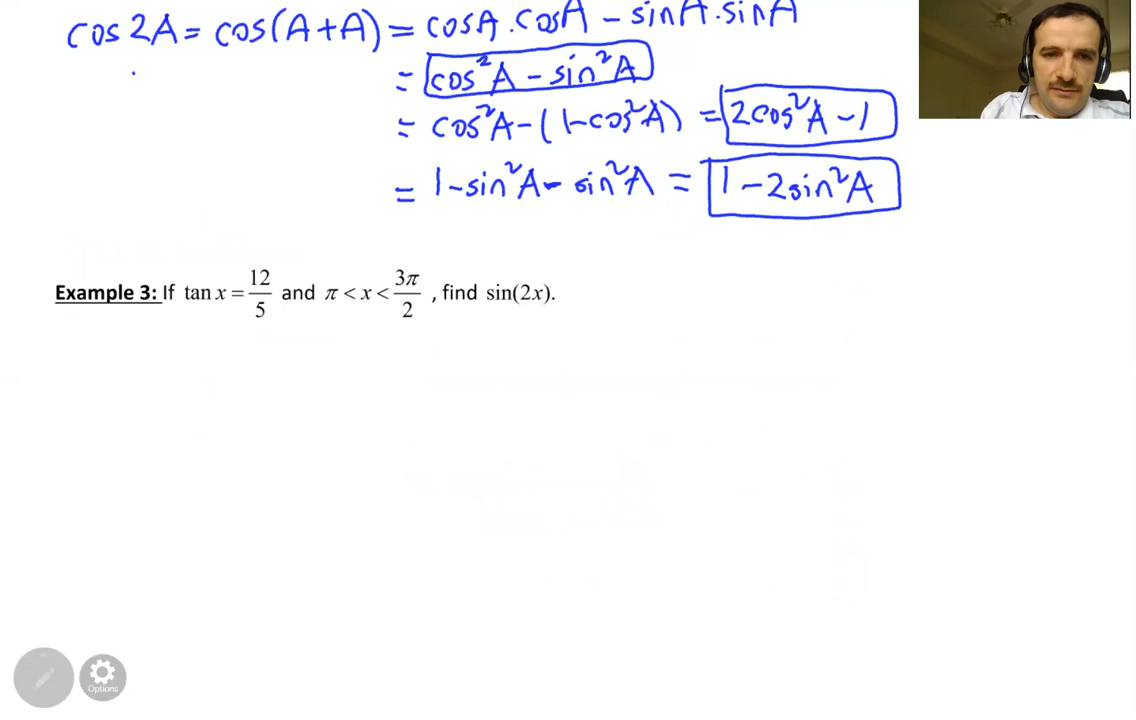 cos 2A = cos(A+A) = cosA.cosA − sinA.sinA
= cos²A − sin²A
= cos²A − (1−cos²A) = 2cos²A − 1
= 1−sin²A − sin²A = 1 − 2sin²A
Example 3: If tan x = 12/5 and π < x < 3π/2 , find sin(2x).
Options